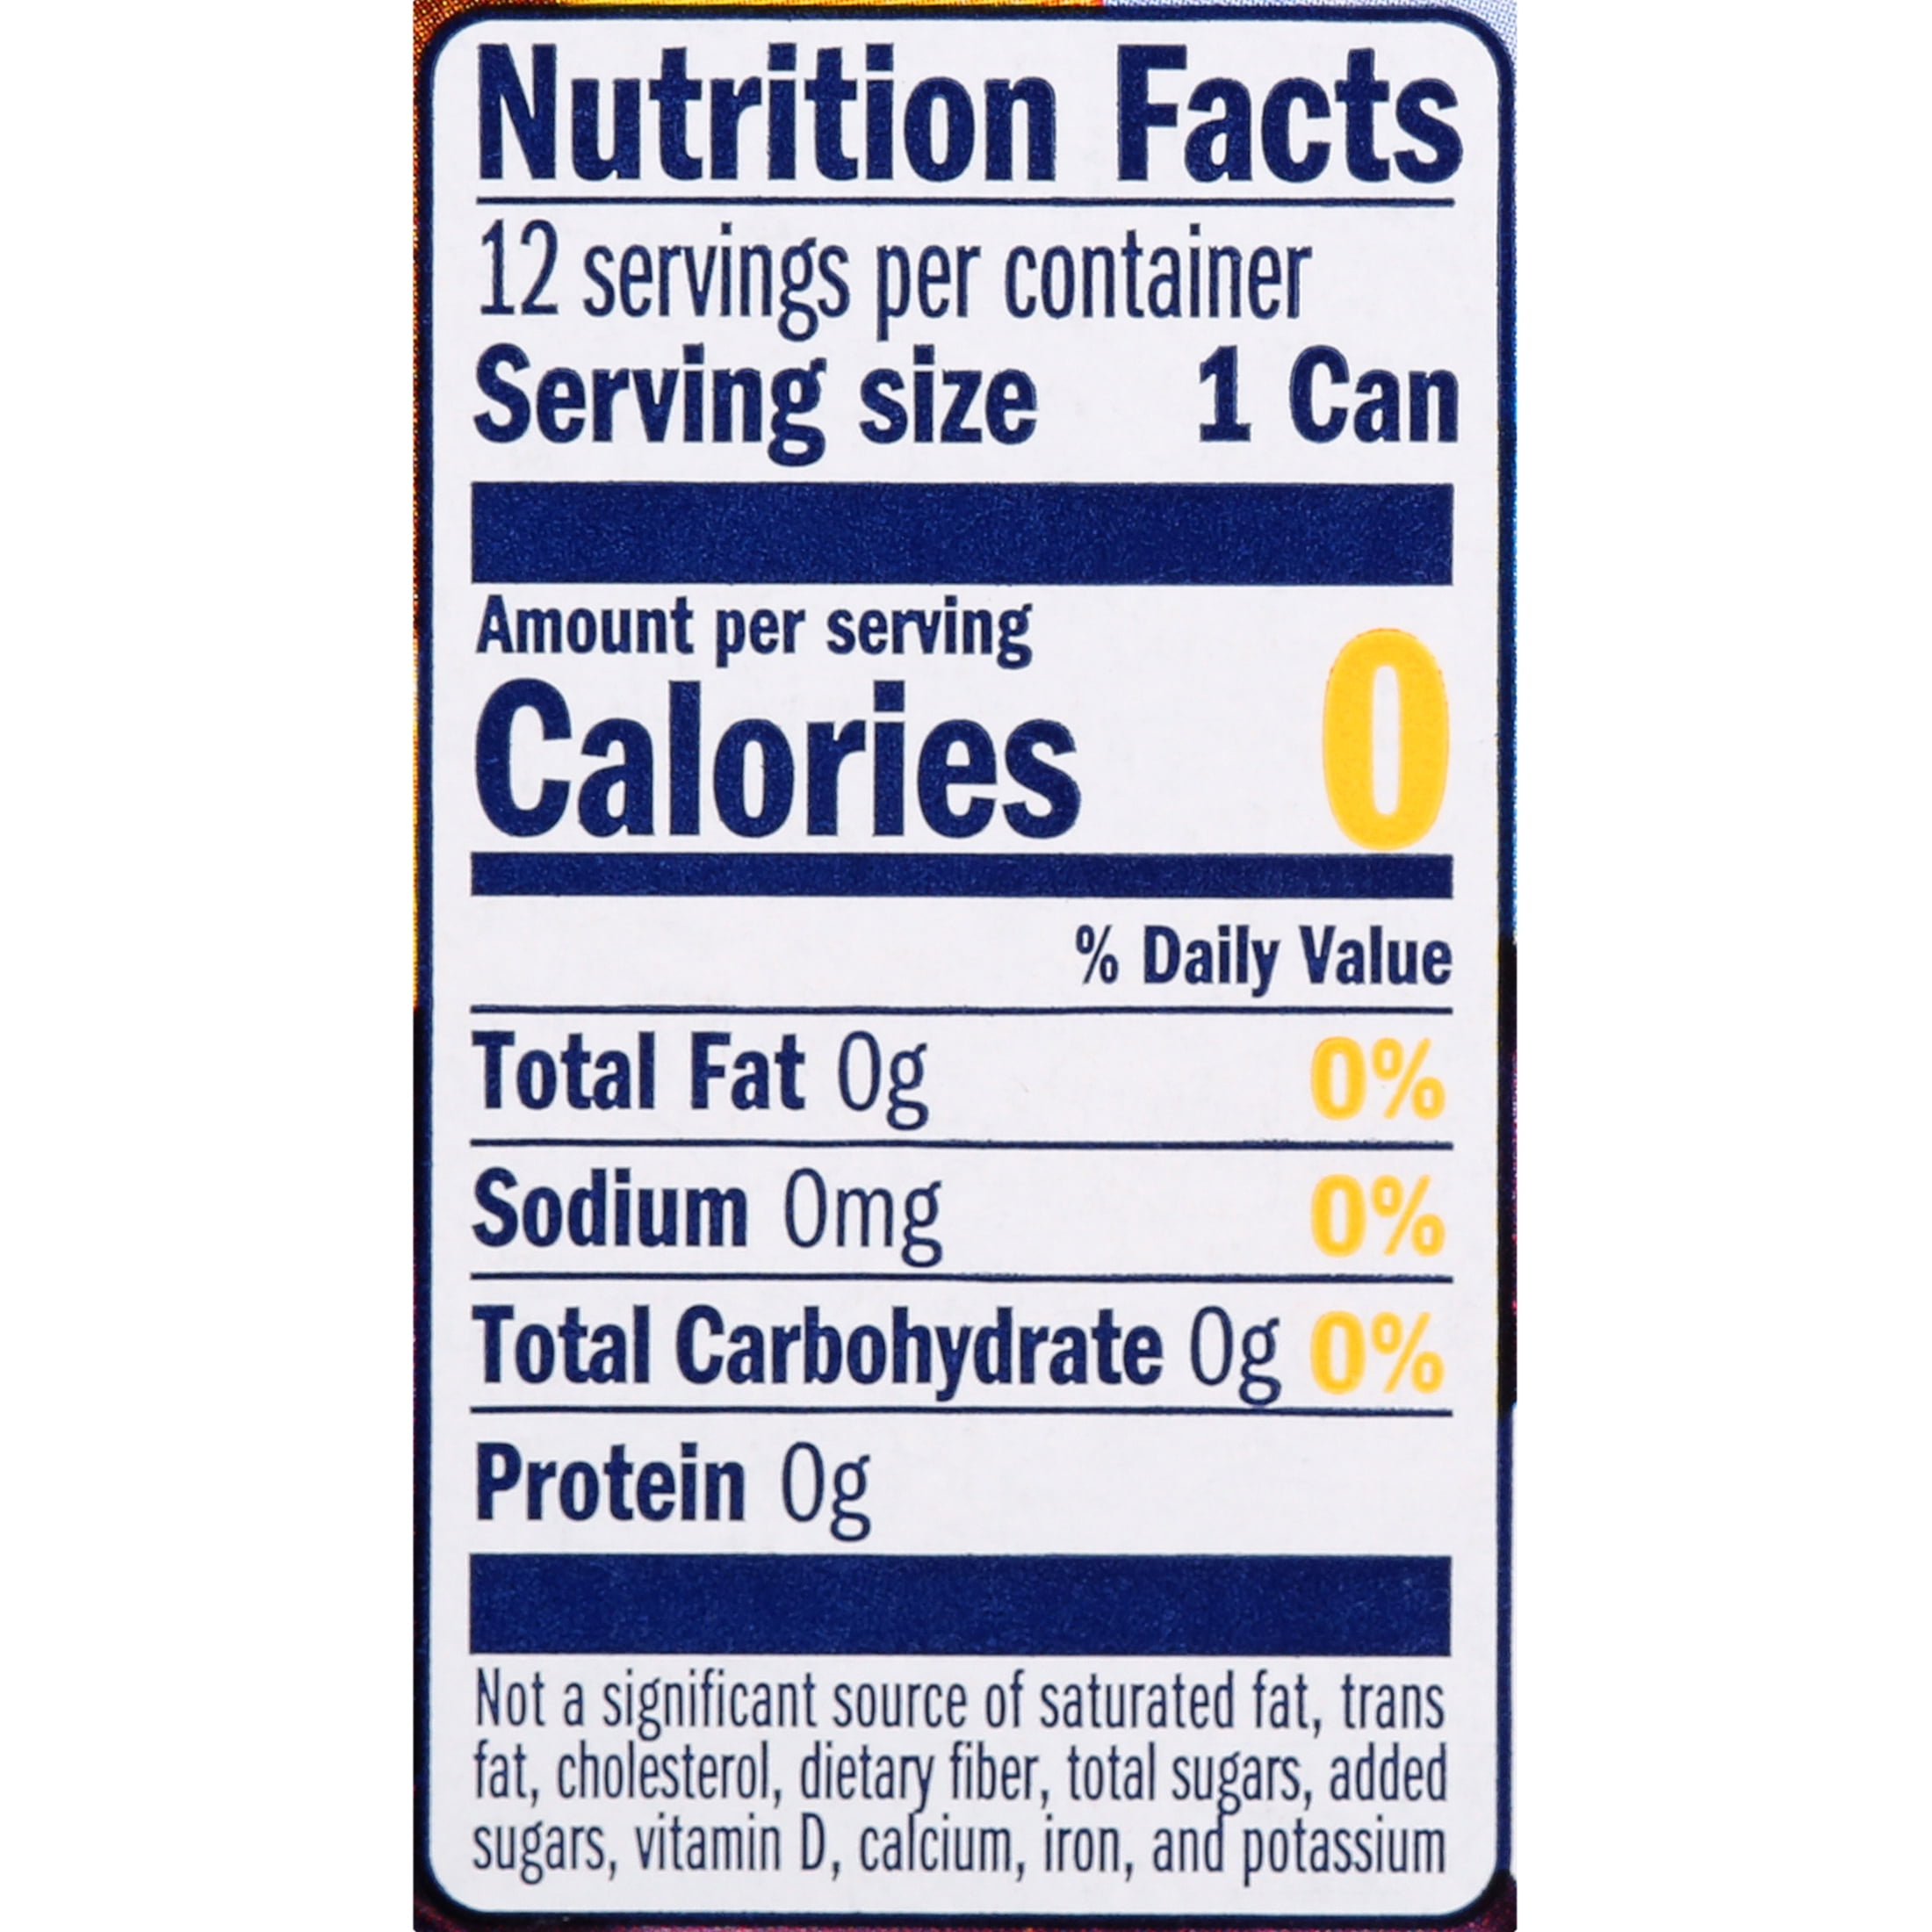 Nutrition Facts
12 servings per container
Serving size 1 Can
Amount per serving
Calories 0
% Daily Value
Total Fat 0g 0%
Sodium 0mg 0%
Total Carbohydrate 0g 0%
Protein 0g
Not a significant source of saturated fat, trans
fat, cholesterol, dietary fiber, total sugars, added
sugars, vitamin D, calcium, iron, and potassium